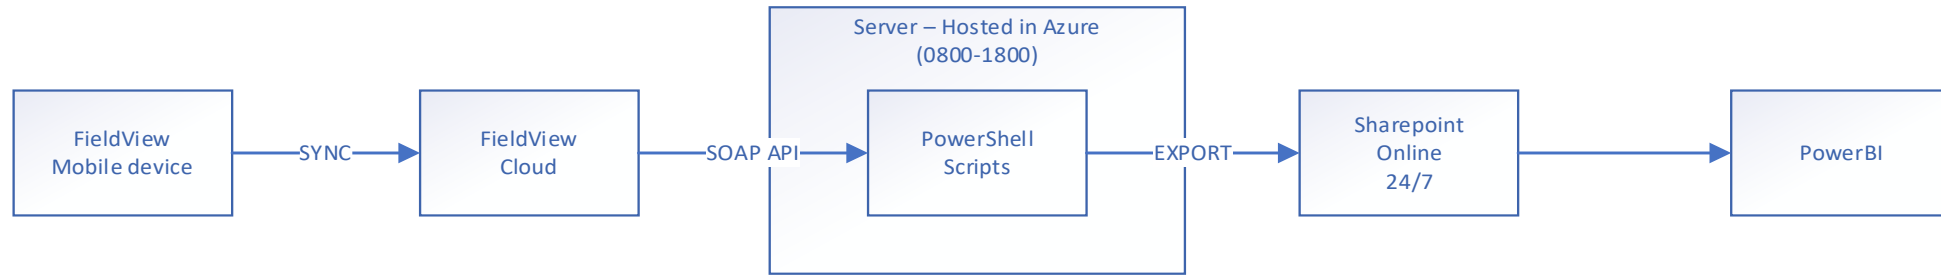 Server – Hosted in Azure
(0800-1800)
FieldView
Mobile device
SYNC
FieldView
Cloud
SOAP API
PowerShell
Scripts
EXPORT
Sharepoint
Online
24/7
PowerBI